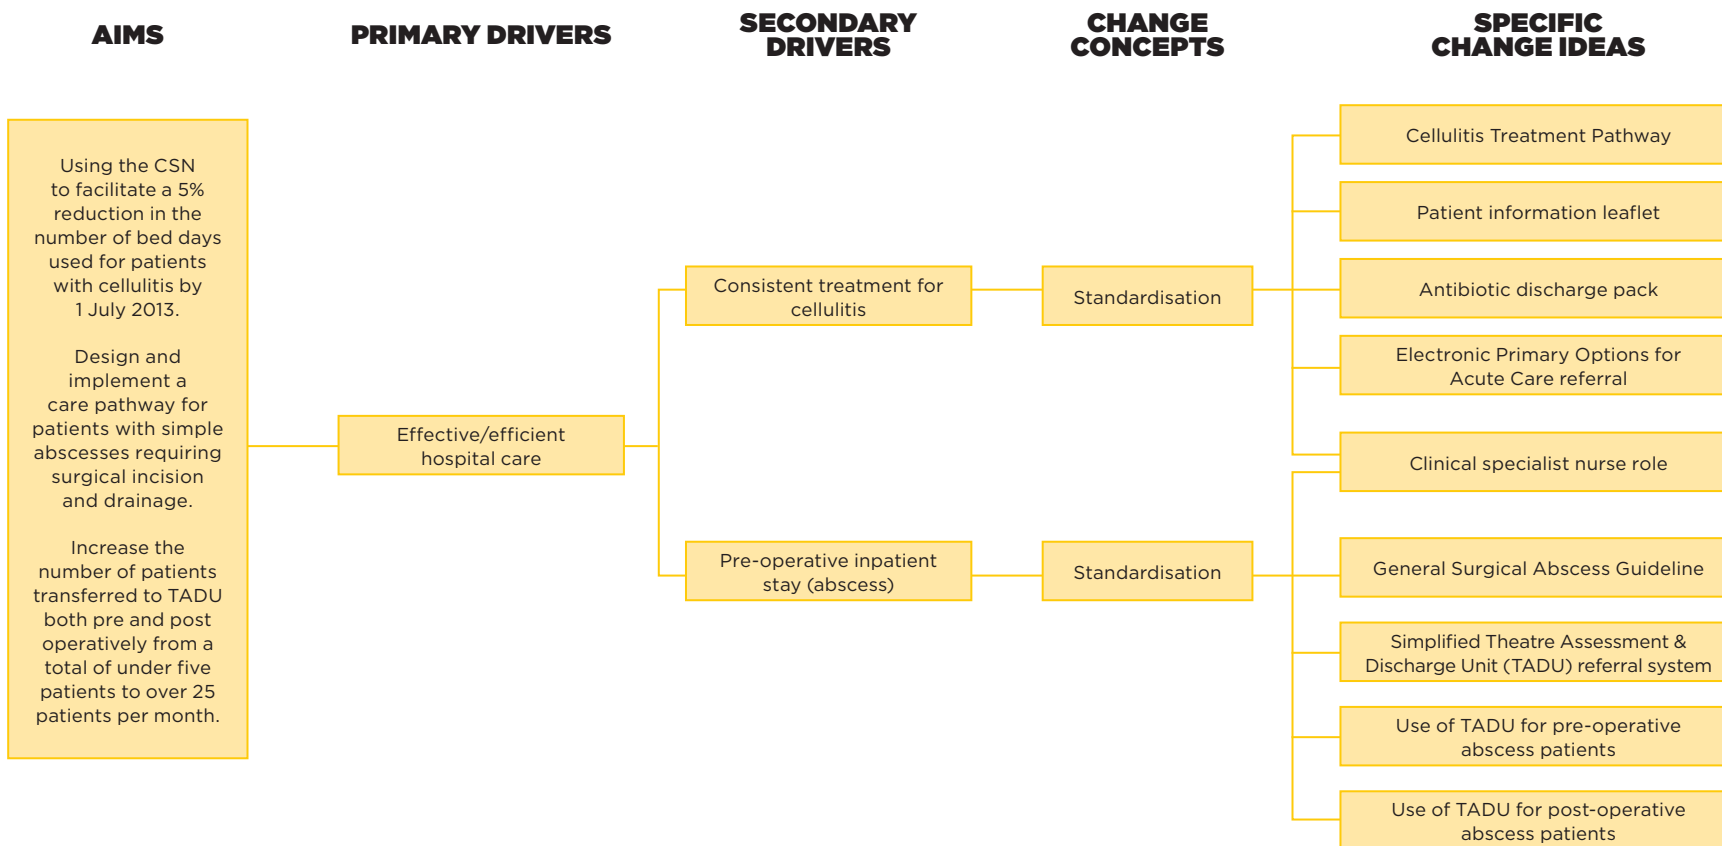 AIMS
PRIMARY DRIVERS
SECONDARY
DRIVERS
CHANGE
CONCEPTS
SPECIFIC
CHANGE IDEAS
Using the CSN
to facilitate a 5%
reduction in the
number of bed days
used for patients
with cellulitis by
1 July 2013.
Design and
implement a
care pathway for
patients with simple
abscesses requiring
surgical incision
and drainage.
Increase the
number of patients
transferred to TADU
both pre and post
operatively from a
total of under five
patients to over 25
patients per month.
Effective/efficient
hospital care
Consistent treatment for
cellulitis
Pre-operative inpatient
stay (abscess)
Standardisation
Standardisation
Cellulitis Treatment Pathway
Patient information leaflet
Antibiotic discharge pack
Electronic Primary Options for
Acute Care referral
Clinical specialist nurse role
General Surgical Abscess Guideline
Simplified Theatre Assessment &
Discharge Unit (TADU) referral system
Use of TADU for pre-operative
abscess patients
Use of TADU for post-operative
abscess patients